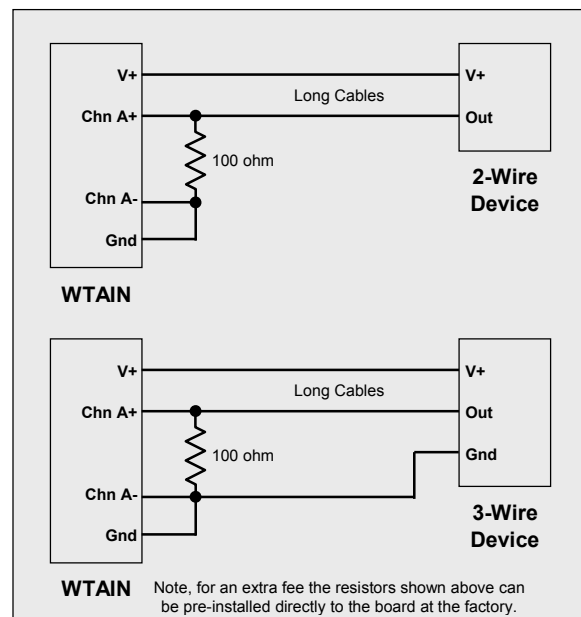 V+
V+
Long Cables
Chn A+
Out
100 ohm
2-Wire
Device
Chn A-
Gnd
WTAIN
V+
V+
Long Cables
Chn A+
Out
100 ohm
Gnd
Chn A-
3-Wire
Device
Gnd
WTAIN
Note, for an extra fee the resistors shown above can
be pre-installed directly to the board at the factory.